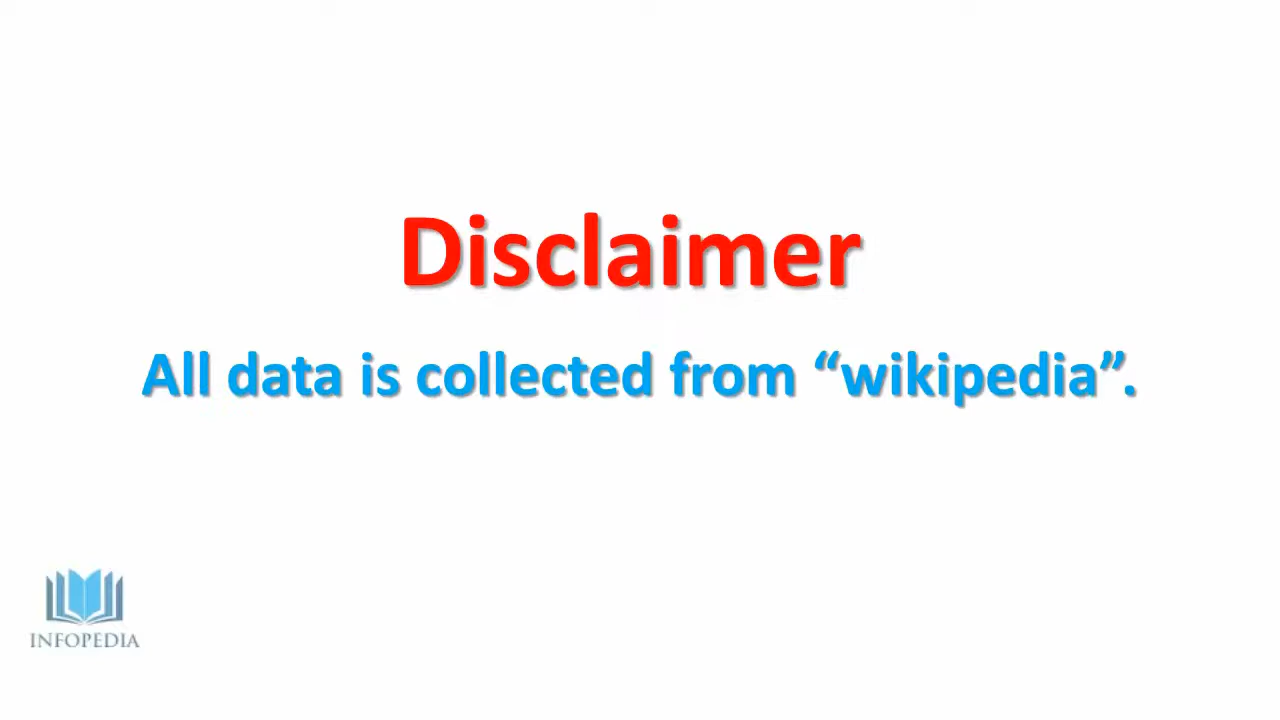 Disclaimer
All data is collected from “wikipedia”.
INFOPEDIA